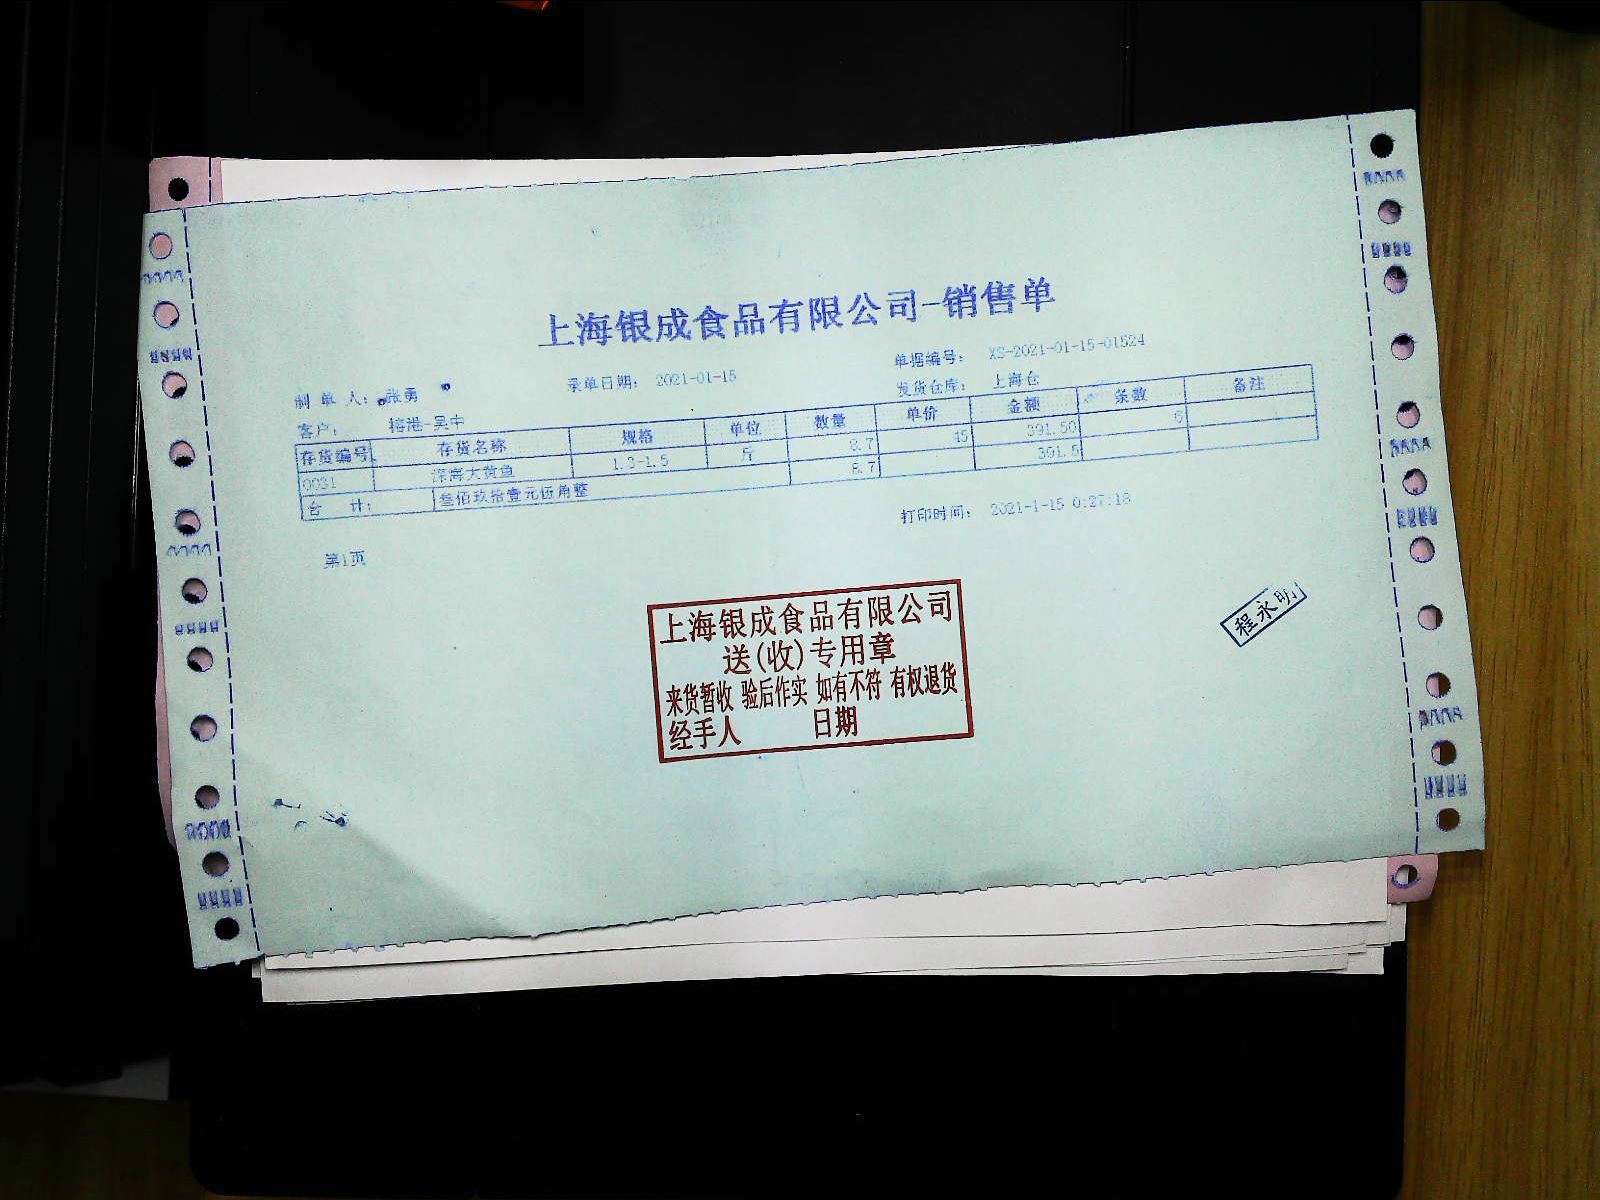 上海银成食品有限公司-销售单
单据编号： XS-2021-01-15-01524
制 单 人： 张勇 录单日期： 2021-01-15 发货仓库： 上海仓
客户： 榕港-吴中
存货编号 存货名称 规格 单位 数量 单价 金额 条数 备注
0031 深海大黄鱼 1.3-1.5 斤 8.7 45 391.50 6
合 计： 叁佰玖拾壹元伍角整 8.7 391.5
打印时间： 2021-1-15 0:27:18
第1页
上海银成食品有限公司
送(收)专用章
来货暂收 验后作实 如有不符 有权退货
经手人 日期
程永明